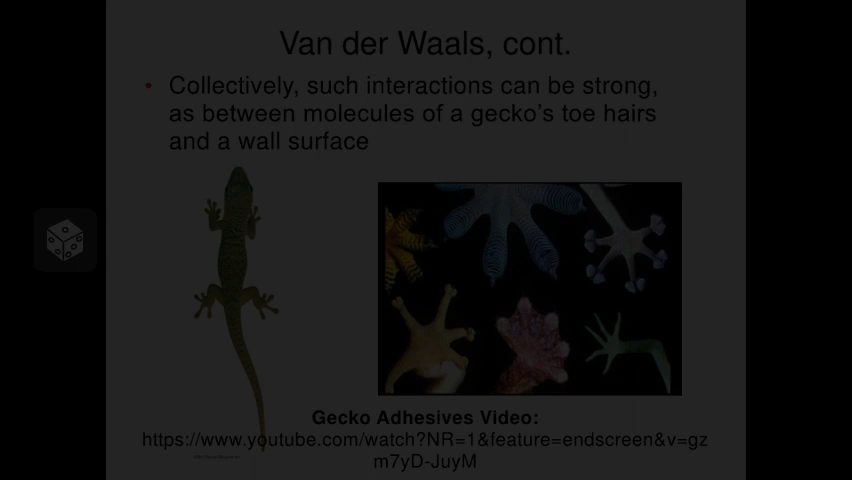 Van der Waals, cont.
• Collectively, such interactions can be strong,
as between molecules of a gecko's toe hairs
and a wall surface
Gecko Adhesives Video:
https://www.youtube.com/watch?NR=1&feature=endscreen&v=gz
m7yD-JuyM